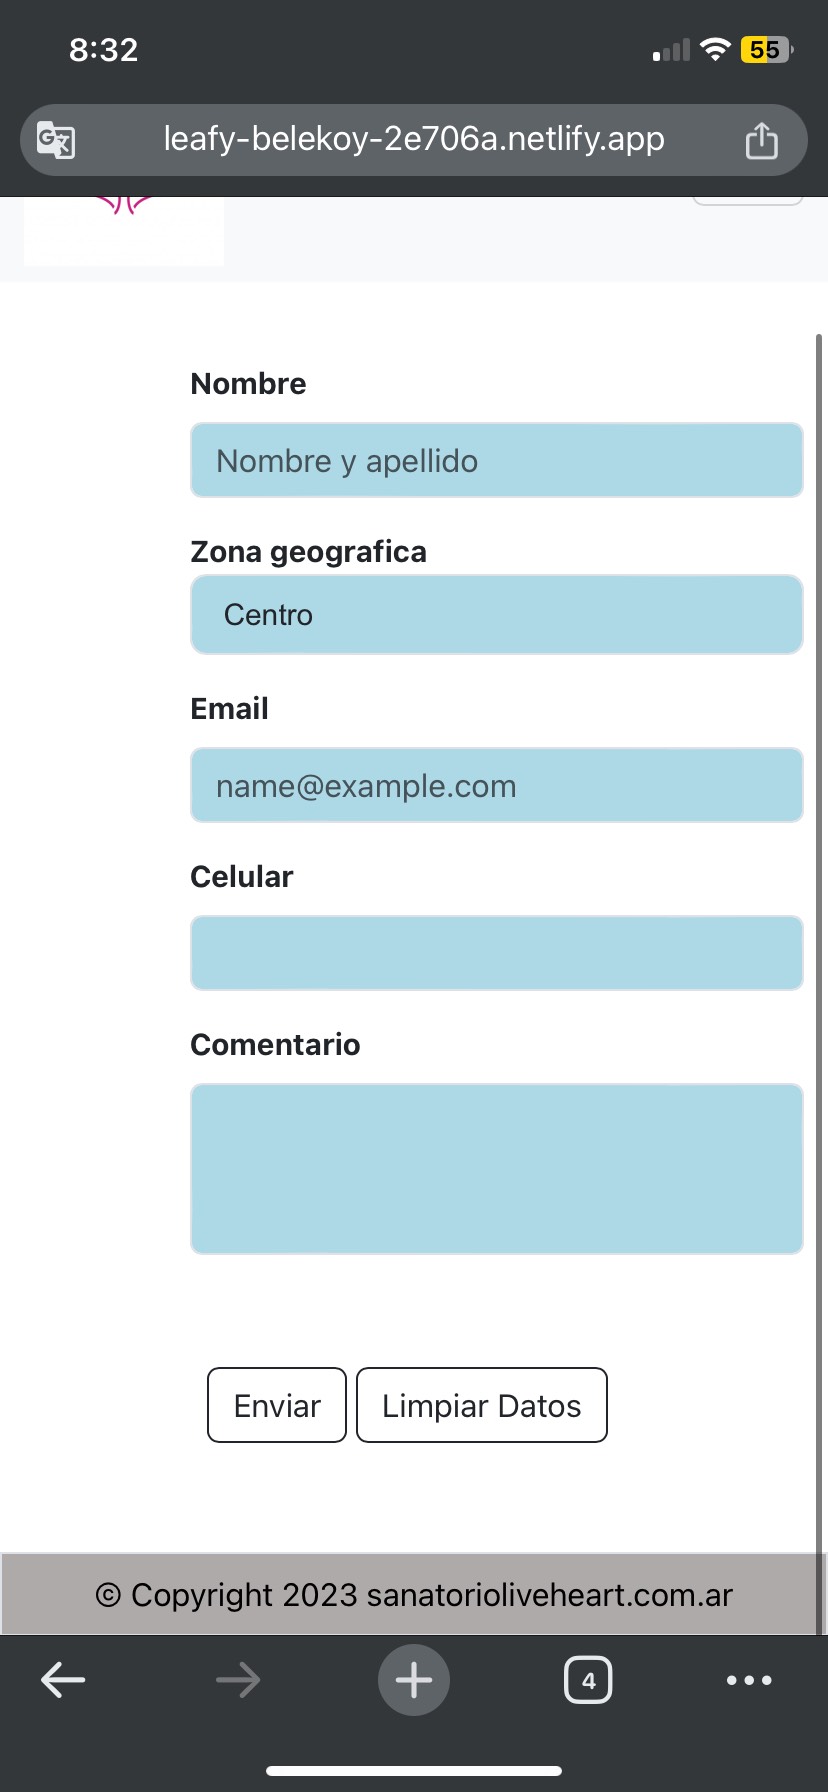 8:32
55
leafy-belekoy-2e706a.netlify.app
Nombre
Nombre y apellido
Zona geografica
Centro
Email
name@example.com
Celular
Comentario
Enviar
Limpiar Datos
© Copyright 2023 sanatorioliveheart.com.ar
4